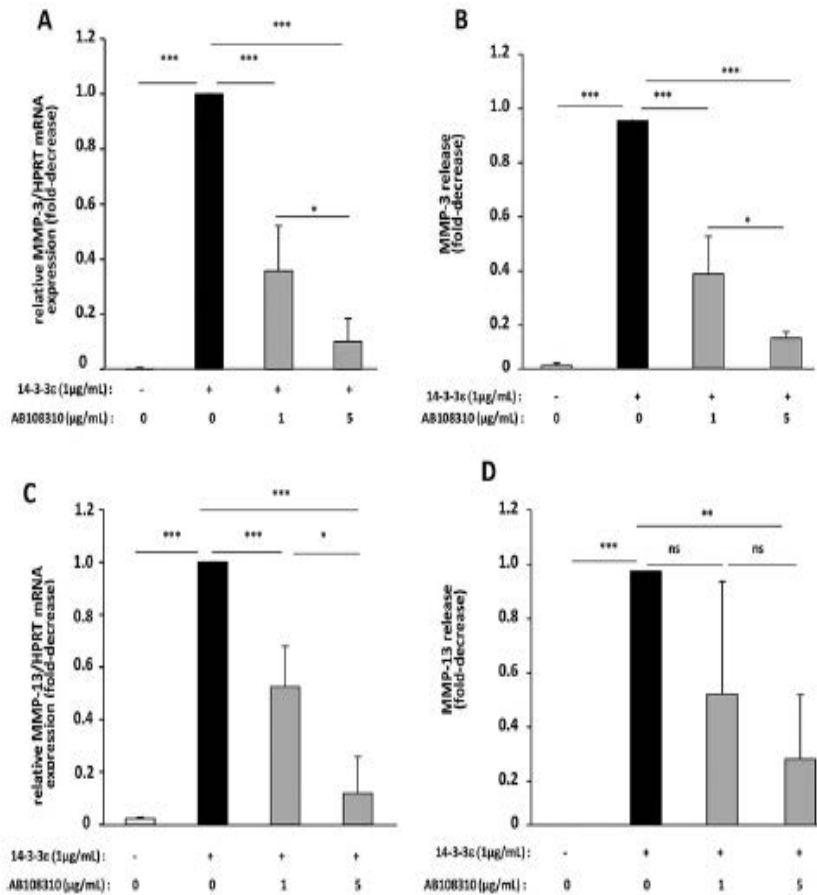 A
***
***
***
*
1.2
1.0
0.8
0.6
0.4
0.2
0
relative MMP-3/HPRT mRNA
expression (fold-decrease)
14-3-3ε (1µg/mL) : - + + +
AB108310 (µg/mL) : 0 0 1 5
B
***
***
***
*
1.2
1.0
0.8
0.6
0.4
0.2
0
MMP-3 release
(fold-decrease)
14-3-3ε (1µg/mL) : - + + +
AB108310 (µg/mL) : 0 0 1 5
C
***
*** *** *
1.2
1.0
0.8
0.6
0.4
0.2
0
relative MMP-13/HPRT mRNA
expression (fold-decrease)
14-3-3ε (1µg/mL) : - + + +
AB108310 (µg/mL) : 0 0 1 5
D
**
*** ns ns
1.2
1.0
0.8
0.6
0.4
0.2
0
MMP-13 release
(fold-decrease)
14-3-3ε (1µg/mL) : - + + +
AB108310 (µg/mL) : 0 0 1 5